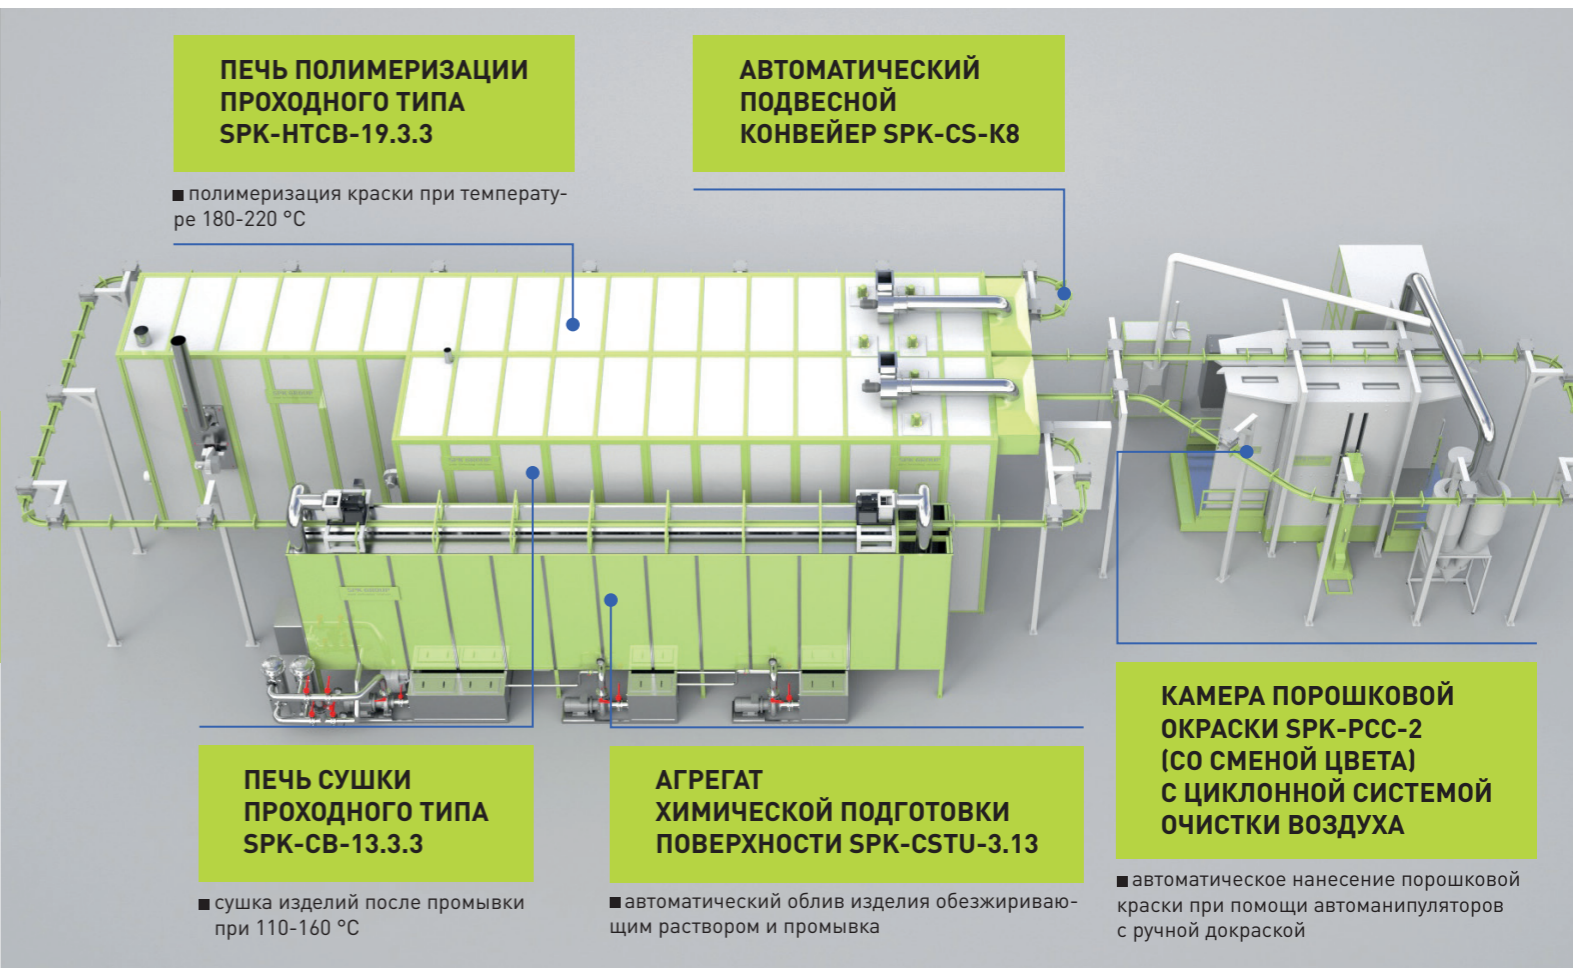 ПЕЧЬ ПОЛИМЕРИЗАЦИИ
ПРОХОДНОГО ТИПА
SPK-HTCB-19.3.3
■ полимеризация краски при температу-
ре 180-220 °C
АВТОМАТИЧЕСКИЙ
ПОДВЕСНОЙ
КОНВЕЙЕР SPK-CS-K8
ПЕЧЬ СУШКИ
ПРОХОДНОГО ТИПА
SPK-CB-13.3.3
■ сушка изделий после промывки
при 110-160 °C
АГРЕГАТ
ХИМИЧЕСКОЙ ПОДГОТОВКИ
ПОВЕРХНОСТИ SPK-CSTU-3.13
■ автоматический облив изделия обезжириваю-
щим раствором и промывка
КАМЕРА ПОРОШКОВОЙ
ОКРАСКИ SPK-PCC-2
(СО СМЕНОЙ ЦВЕТА)
С ЦИКЛОННОЙ СИСТЕМОЙ
ОЧИСТКИ ВОЗДУХА
■ автоматическое нанесение порошковой
краски при помощи автоманипуляторов
с ручной докраской